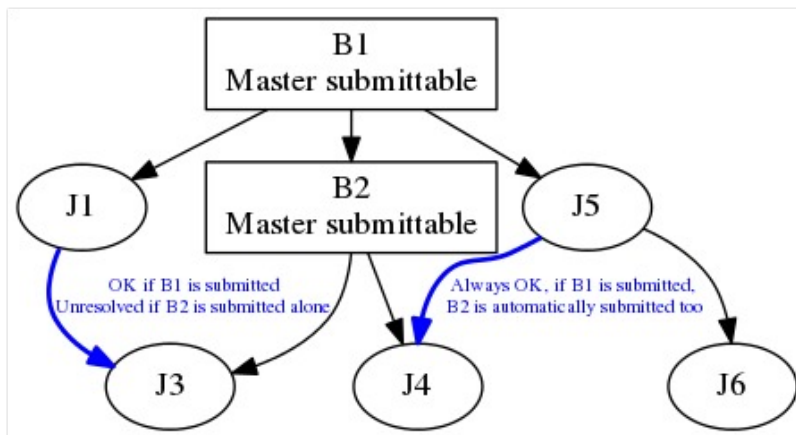 B1
Master submittable
J1
B2
Master submittable
J5
OK if B1 is submitted
Unresolved if B2 is submitted alone
Always OK, if B1 is submitted,
B2 is automatically submitted too
J3
J4
J6